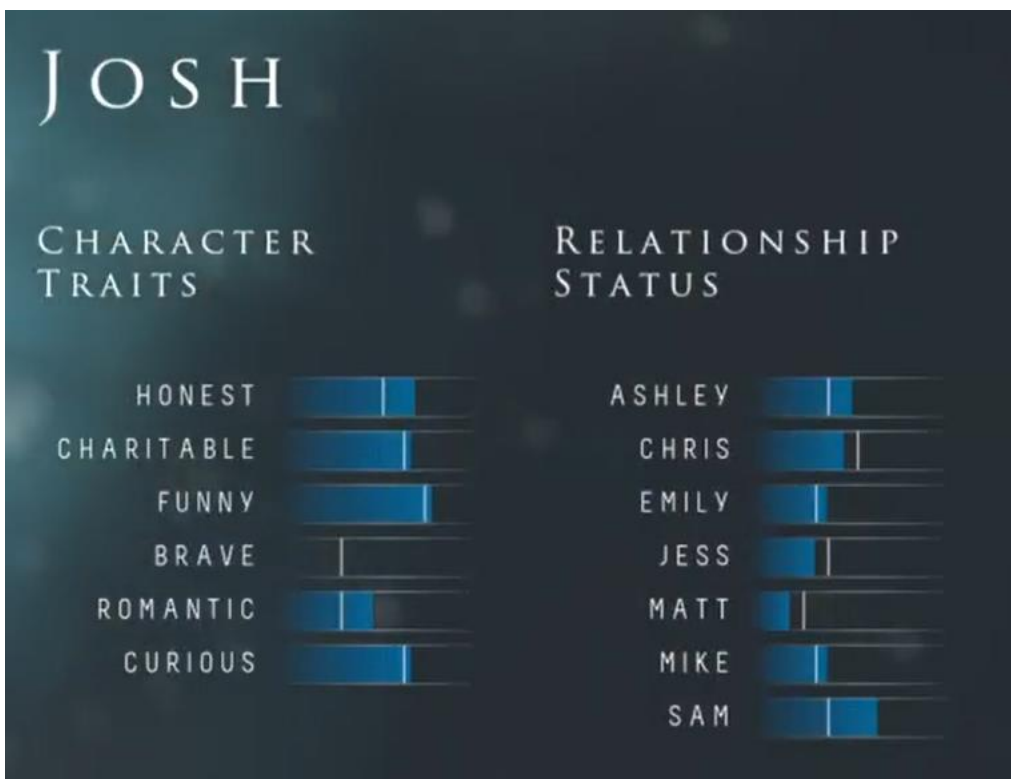 JOSH
CHARACTER
TRAITS
HONEST
CHARITABLE
FUNNY
BRAVE
ROMANTIC
CURIOUS
RELATIONSHIP
STATUS
ASHLEY
CHRIS
EMILY
JESS
MATT
MIKE
SAM